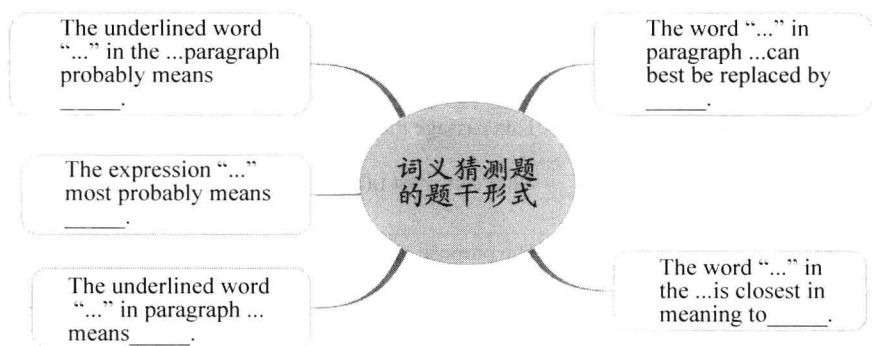 The underlined word
“...” in the ...paragraph
probably means
_____.
The expression “...”
most probably means
_____.
The underlined word
“...” in paragraph ...
means_____.
词义猜测题
的题干形式
The word “...” in
paragraph ...can
best be replaced by
_____.
The word “...” in
the ...is closest in
meaning to_____.